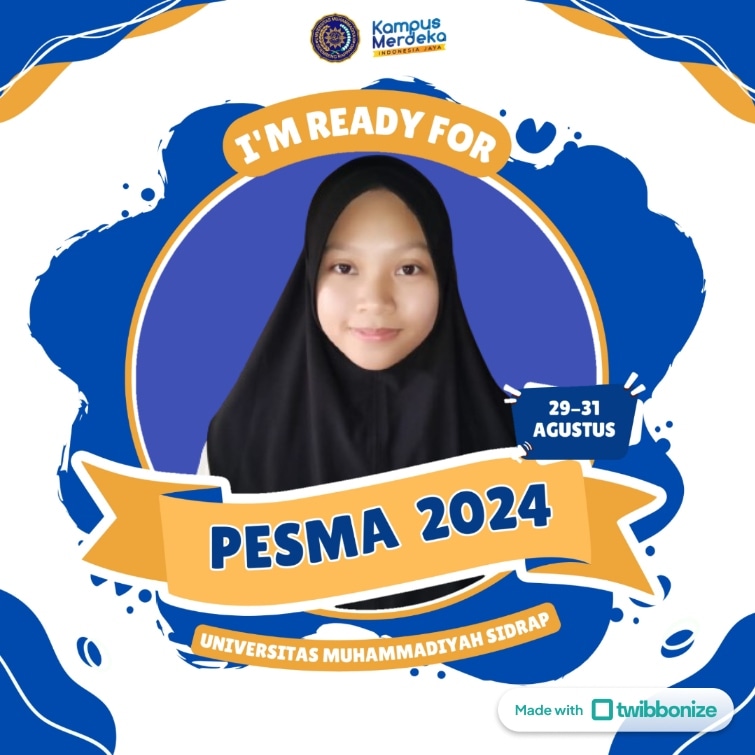 Kampus
Merdeka
INDONESIA JAYA
I'M READY FOR
29-31
AGUSTUS
PESMA 2024
UNIVERSITAS MUHAMMADIYAH SIDRAP
Made with twibbonize